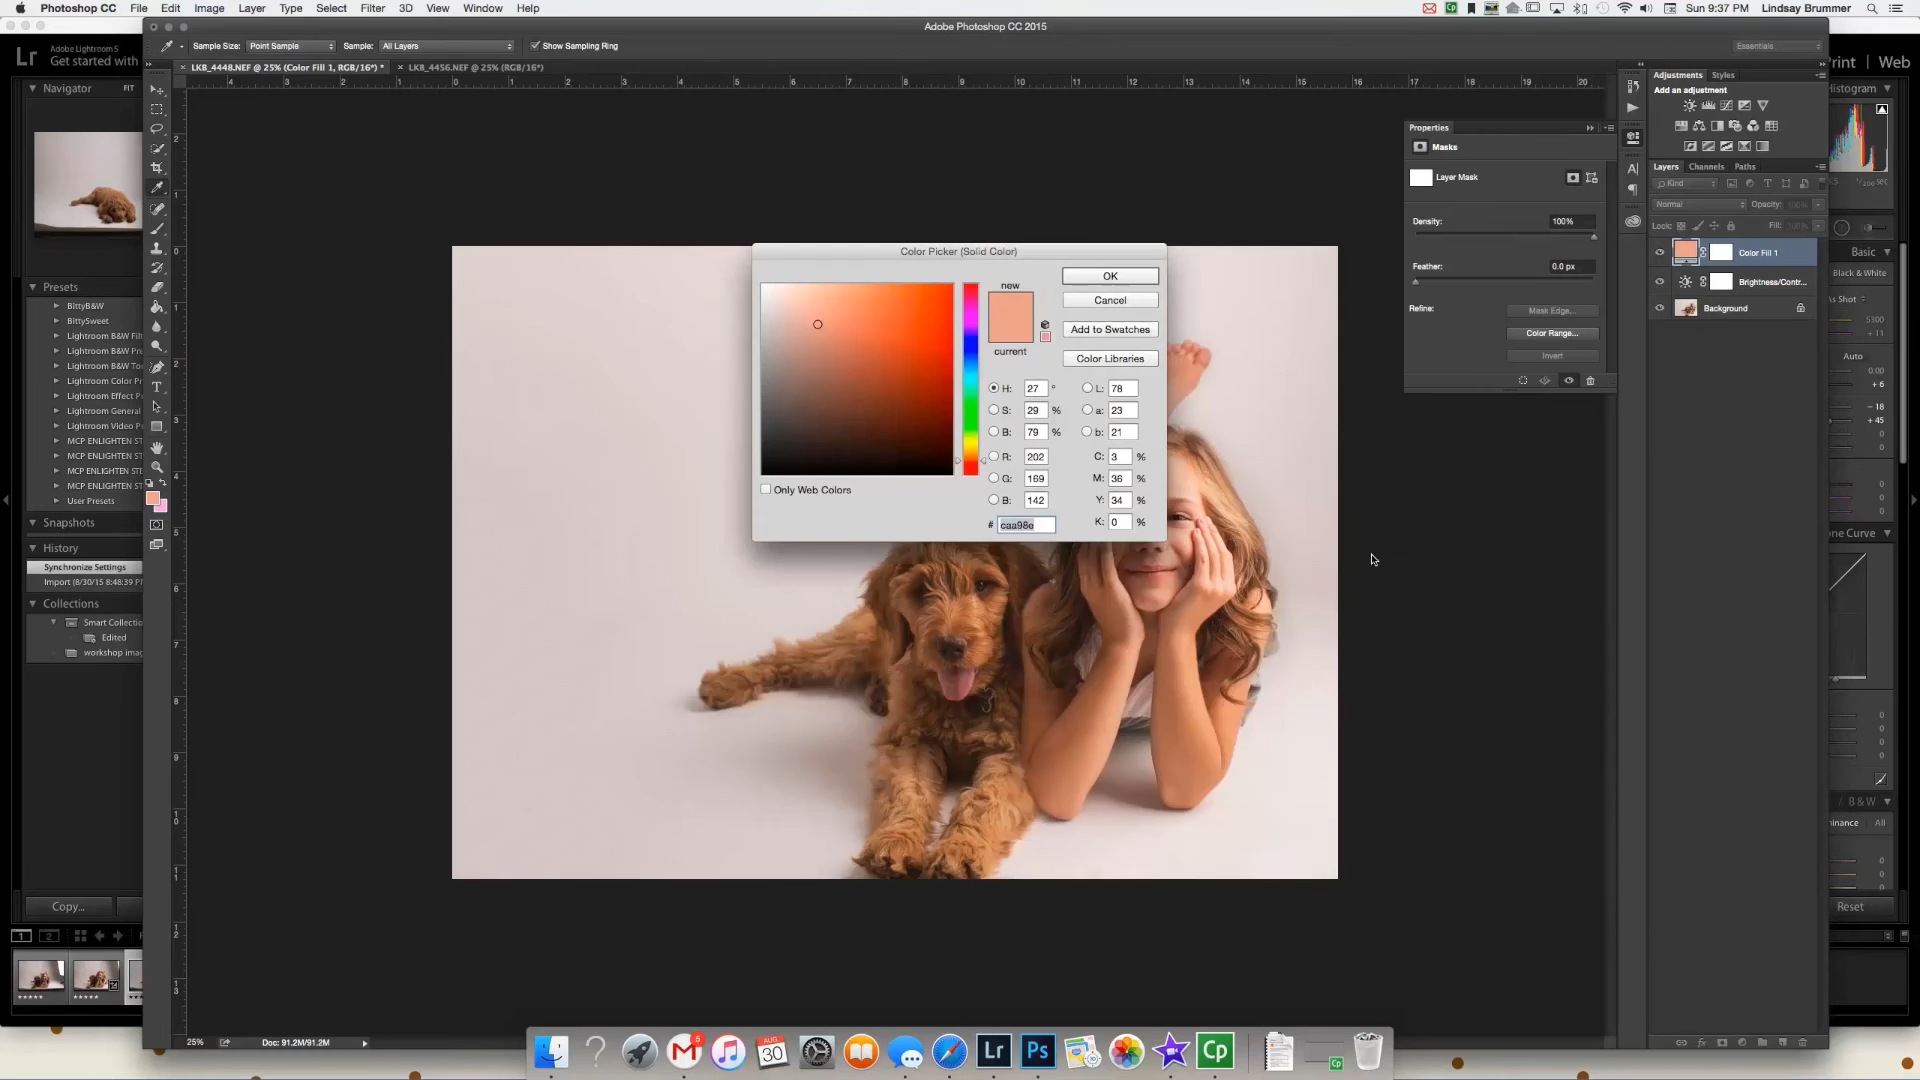 Photoshop CC File Edit Image Layer Type Select Filter 3D View Window Help Sun 9:37 PM Lindsay Brummer
Adobe Photoshop CC 2015
Lr Adobe Lightroom 5
Get started with
Sample Size: Point Sample Sample: All Layers Show Sampling Ring Essentials
LKB_4448.NEF @ 25% (Color Fill 1, RGB/16*) * LKB_4456.NEF @ 25% (RGB/16*)
Print Web
Navigator FIT
Histogram
Presets
BittyB&W
BittySweet
Lightroom B&W
Lightroom B&W Pr
Lightroom B&W To
Lightroom Color P
Lightroom Effect P
Lightroom General
Lightroom Video P
MCP ENLIGHTEN ST
MCP ENLIGHTEN S
MCP ENLIGHTEN S
MCP ENLIGHTEN S
User Presets
Snapshots
History
Synchronize Settings
Import (8/30/15 8:48:39 P
Collections
Smart Collectio
Edited
workshop imag
Copy...
Color Picker (Solid Color)
new
current
OK
Cancel
Add to Swatches
Color Libraries
H: 27 ° L: 78
S: 29 % a: 23
B: 79 % b: 21
R: 202 C: 3 %
G: 169 M: 36 %
B: 142 Y: 34 %
# caa98e K: 0 %
Only Web Colors
Properties
Masks
Layer Mask
Density: 100%
Feather: 0.0 px
Refine: Mask Edge...
Color Range...
Invert
Adjustments Styles
Add an adjustment
Layers Channels Paths
Kind
Normal Opacity: 100%
Lock: Fill: 100%
Color Fill 1
Brightness/Contr...
Background
Basic
Black & White
As Shot
5300
+ 11
Auto
0.00
+ 6
− 18
+ 45
0
0
one Curve
/ B & W
minance All
Reset
25% Doc: 91.2M/91.2M
AUG
30
Lr Ps Cp